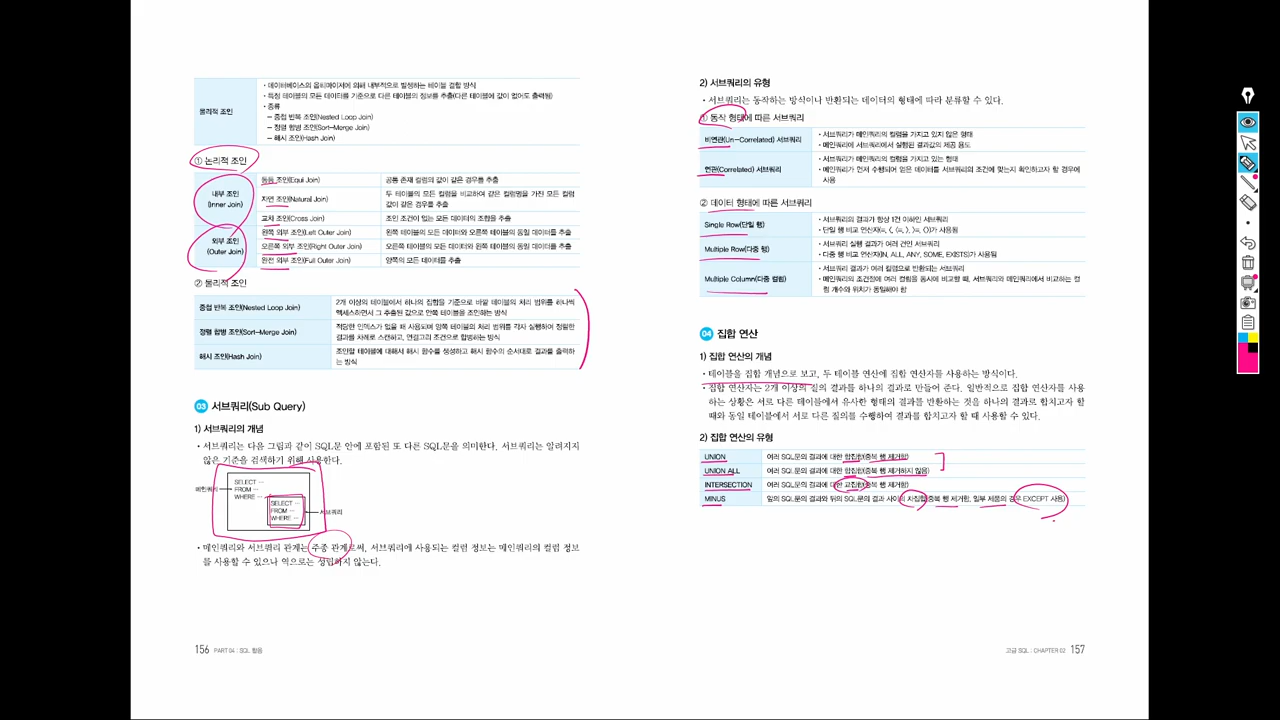 물리적 조인
• 데이터베이스의 옵티마이저에 의해 내부적으로 발생하는 테이블 결합 방식
• 특정 테이블의 모든 데이터를 기준으로 다른 테이블의 정보를 추출(다른 테이블에 값이 없어도 출력됨)
• 종류
- 중첩 반복 조인(Nested Loop Join)
- 정렬 합병 조인(Sort-Merge Join)
- 해시 조인(Hash Join)
① 논리적 조인
내부 조인
(Inner Join)
동등 조인(Equi Join) 공통 존재 컬럼의 값이 같은 경우를 추출
자연 조인(Natural Join) 두 테이블의 모든 컬럼을 비교하여 같은 컬럼명을 가진 모든 컬럼
값이 같은 경우를 추출
교차 조인(Cross Join) 조인 조건이 없는 모든 데이터의 조합을 추출
외부 조인
(Outer Join)
왼쪽 외부 조인(Left Outer Join) 왼쪽 테이블의 모든 데이터와 오른쪽 테이블의 동일 데이터를 추출
오른쪽 외부 조인(Right Outer Join) 오른쪽 테이블의 모든 데이터와 왼쪽 테이블의 동일 데이터를 추출
완전 외부 조인(Full Outer Join) 양쪽의 모든 데이터를 추출
② 물리적 조인
중첩 반복 조인(Nested Loop Join) 2개 이상의 테이블에서 하나의 집합을 기준으로 바깥 테이블의 처리 범위를 하나씩
액세스하면서 그 추출된 값으로 안쪽 테이블을 조인하는 방식
정렬 합병 조인(Sort-Merge Join) 적당한 인덱스가 없을 때 사용되며 양쪽 테이블의 처리 범위를 각자 실행하여 정렬한
결과를 차례로 스캔하고, 연결고리 조건으로 합병하는 방식
해시 조인(Hash Join) 조인할 테이블에 대해서 해시 함수를 생성하고 해시 함수의 순서대로 결과를 출력하
는 방식
03 서브쿼리(Sub Query)
1) 서브쿼리의 개념
• 서브쿼리는 다음 그림과 같이 SQL문 안에 포함된 또 다른 SQL문을 의미한다. 서브쿼리는 알려지지
않은 기준을 검색하기 위해 사용한다.
메인쿼리
SELECT ···
FROM ···
WHERE ···
SELECT ···
FROM ···
WHERE ···
서브쿼리
• 메인쿼리와 서브쿼리 관계는 주종 관계로써, 서브쿼리에 사용되는 컬럼 정보는 메인쿼리의 컬럼 정보
를 사용할 수 있으나 역으로는 성립하지 않는다.
156 PART 04 : SQL 활용
2) 서브쿼리의 유형
• 서브쿼리는 동작하는 방식이나 반환되는 데이터의 형태에 따라 분류할 수 있다.
① 동작 형태에 따른 서브쿼리
비연관(Un-Correlated) 서브쿼리
• 서브쿼리가 메인쿼리의 컬럼을 가지고 있지 않은 형태
• 메인쿼리에 서브쿼리에서 실행된 결과값의 제공 용도
연관(Correlated) 서브쿼리
• 서브쿼리가 메인쿼리의 컬럼을 가지고 있는 형태
• 메인쿼리가 먼저 수행되어 얻은 데이터를 서브쿼리의 조건에 맞는지 확인하고자 할 경우에
사용
② 데이터 형태에 따른 서브쿼리
Single Row(단일 행)
• 서브쿼리의 결과가 항상 1건 이하인 서브쿼리
• 단일 행 비교 연산자(=, <, <=, >, >=, <>)가 사용됨
Multiple Row(다중 행)
• 서브쿼리 실행 결과가 여러 건인 서브쿼리
• 다중 행 비교 연산자(IN, ALL, ANY, SOME, EXISTS)가 사용됨
Multiple Column(다중 컬럼)
• 서브쿼리 결과가 여러 컬럼으로 반환되는 서브쿼리
• 메인쿼리의 조건절에 여러 컬럼을 동시에 비교할 때, 서브쿼리와 메인쿼리에서 비교하는 컬
럼 개수와 위치가 동일해야 함
04 집합 연산
1) 집합 연산의 개념
• 테이블을 집합 개념으로 보고, 두 테이블 연산에 집합 연산자를 사용하는 방식이다.
• 집합 연산자는 2개 이상의 질의 결과를 하나의 결과로 만들어 준다. 일반적으로 집합 연산자를 사용
하는 상황은 서로 다른 테이블에서 유사한 형태의 결과를 반환하는 것을 하나의 결과로 합치고자 할
때와 동일 테이블에서 서로 다른 질의를 수행하여 결과를 합치고자 할 때 사용할 수 있다.
2) 집합 연산의 유형
UNION 여러 SQL문의 결과에 대한 합집합(중복 행 제거함)
UNION ALL 여러 SQL문의 결과에 대한 합집합(중복 행 제거하지 않음)
INTERSECTION 여러 SQL문의 결과에 대한 교집합(중복 행 제거함)
MINUS 앞의 SQL문의 결과와 뒤의 SQL문의 결과 사이의 차집합(중복 행 제거함, 일부 제품의 경우 EXCEPT 사용)
고급 SQL : CHAPTER 02 157